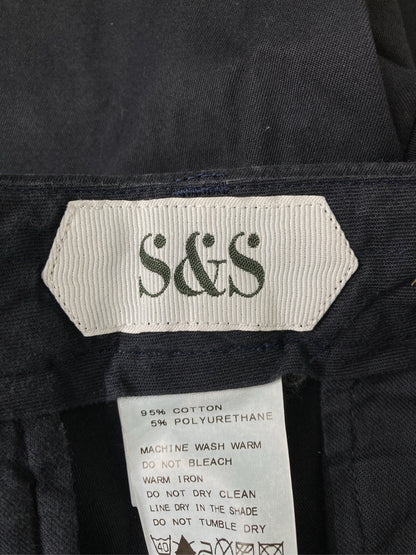 S&S
95% COTTON
5% POLYURETHANE
MACHINE WASH WARM
DO NOT BLEACH
WARM IRON
DO NOT DRY CLEAN
LINE DRY IN THE SHADE
DO NOT TUMBLE DRY
40